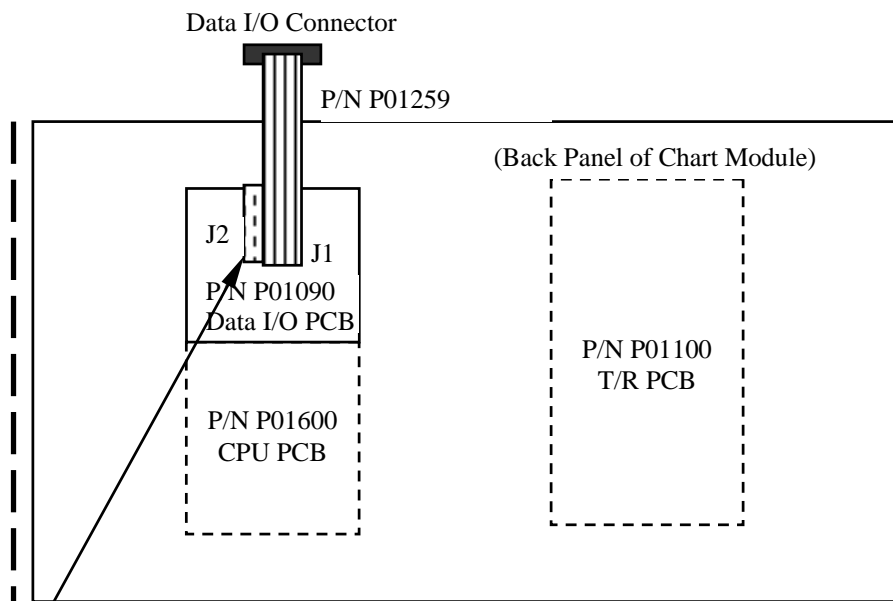 Data I/O Connector
P/N P01259
(Back Panel of Chart Module)
J2
J1
P/N P01090
Data I/O PCB
P/N P01100
T/R PCB
P/N P01600
CPU PCB